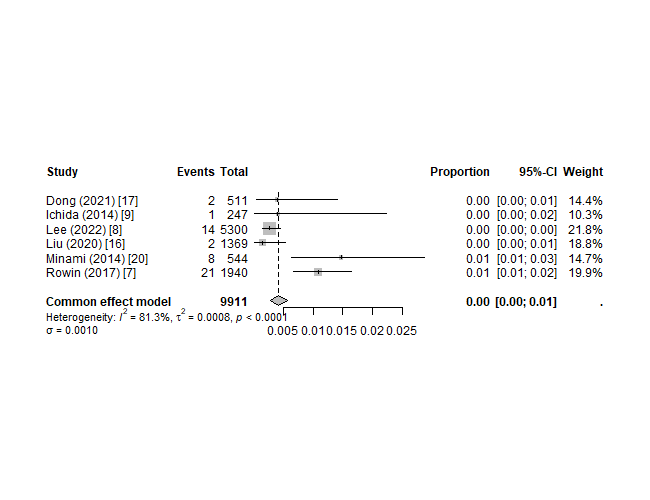 Study Events Total Proportion 95%-CI Weight
Dong (2021) [17] 2 511 0.00 [0.00; 0.01] 14.4%
Ichida (2014) [9] 1 247 0.00 [0.00; 0.02] 10.3%
Lee (2022) [8] 14 5300 0.00 [0.00; 0.00] 21.8%
Liu (2020) [16] 2 1369 0.00 [0.00; 0.01] 18.8%
Minami (2014) [20] 8 544 0.01 [0.01; 0.03] 14.7%
Rowin (2017) [7] 21 1940 0.01 [0.01; 0.02] 19.9%
Common effect model 9911 0.00 [0.00; 0.01] .
Heterogeneity: I² = 81.3%, τ² = 0.0008, p < 0.0001
σ = 0.0010 0.005 0.01 0.015 0.02 0.025